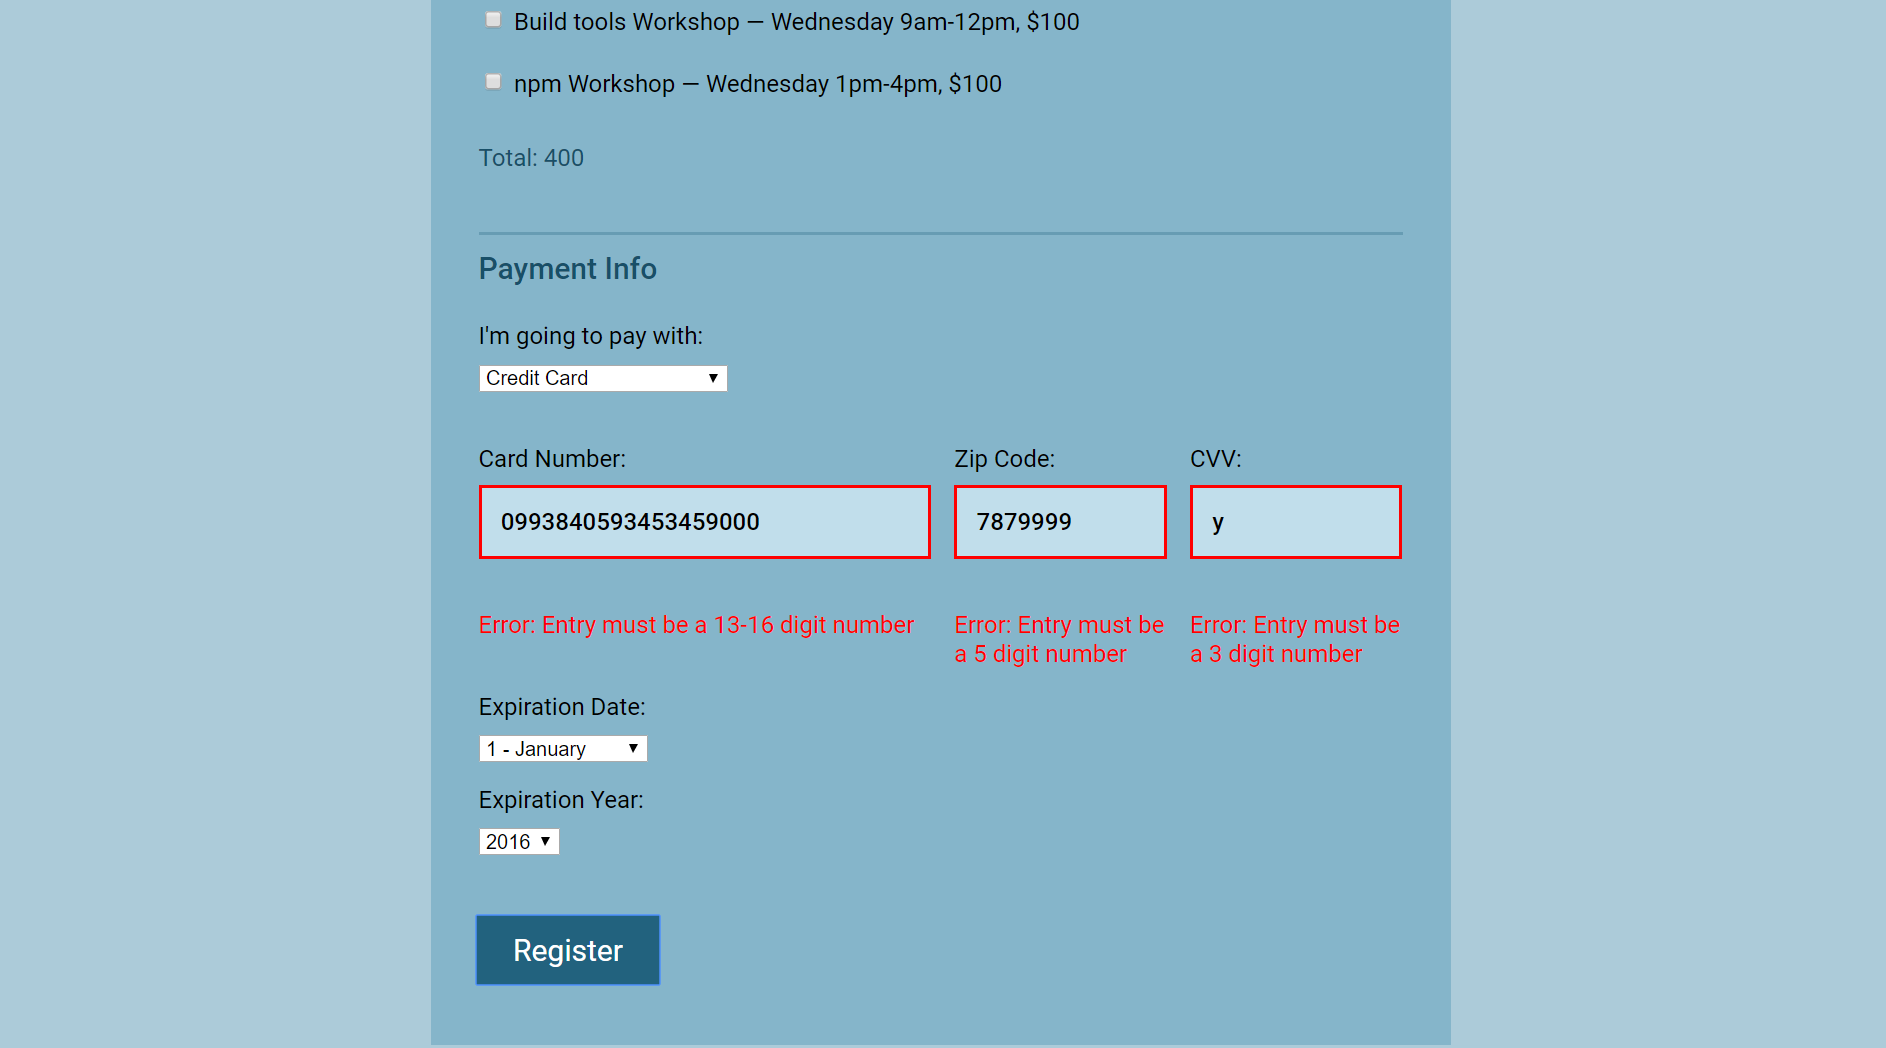 Build tools Workshop — Wednesday 9am-12pm, $100
npm Workshop — Wednesday 1pm-4pm, $100
Total: 400
Payment Info
I'm going to pay with:
Credit Card
Card Number:
Zip Code:
CVV:
0993840593453459000
7879999
y
Error: Entry must be a 13-16 digit number
Error: Entry must be
a 5 digit number
Error: Entry must be
a 3 digit number
Expiration Date:
1 - January
Expiration Year:
2016
Register